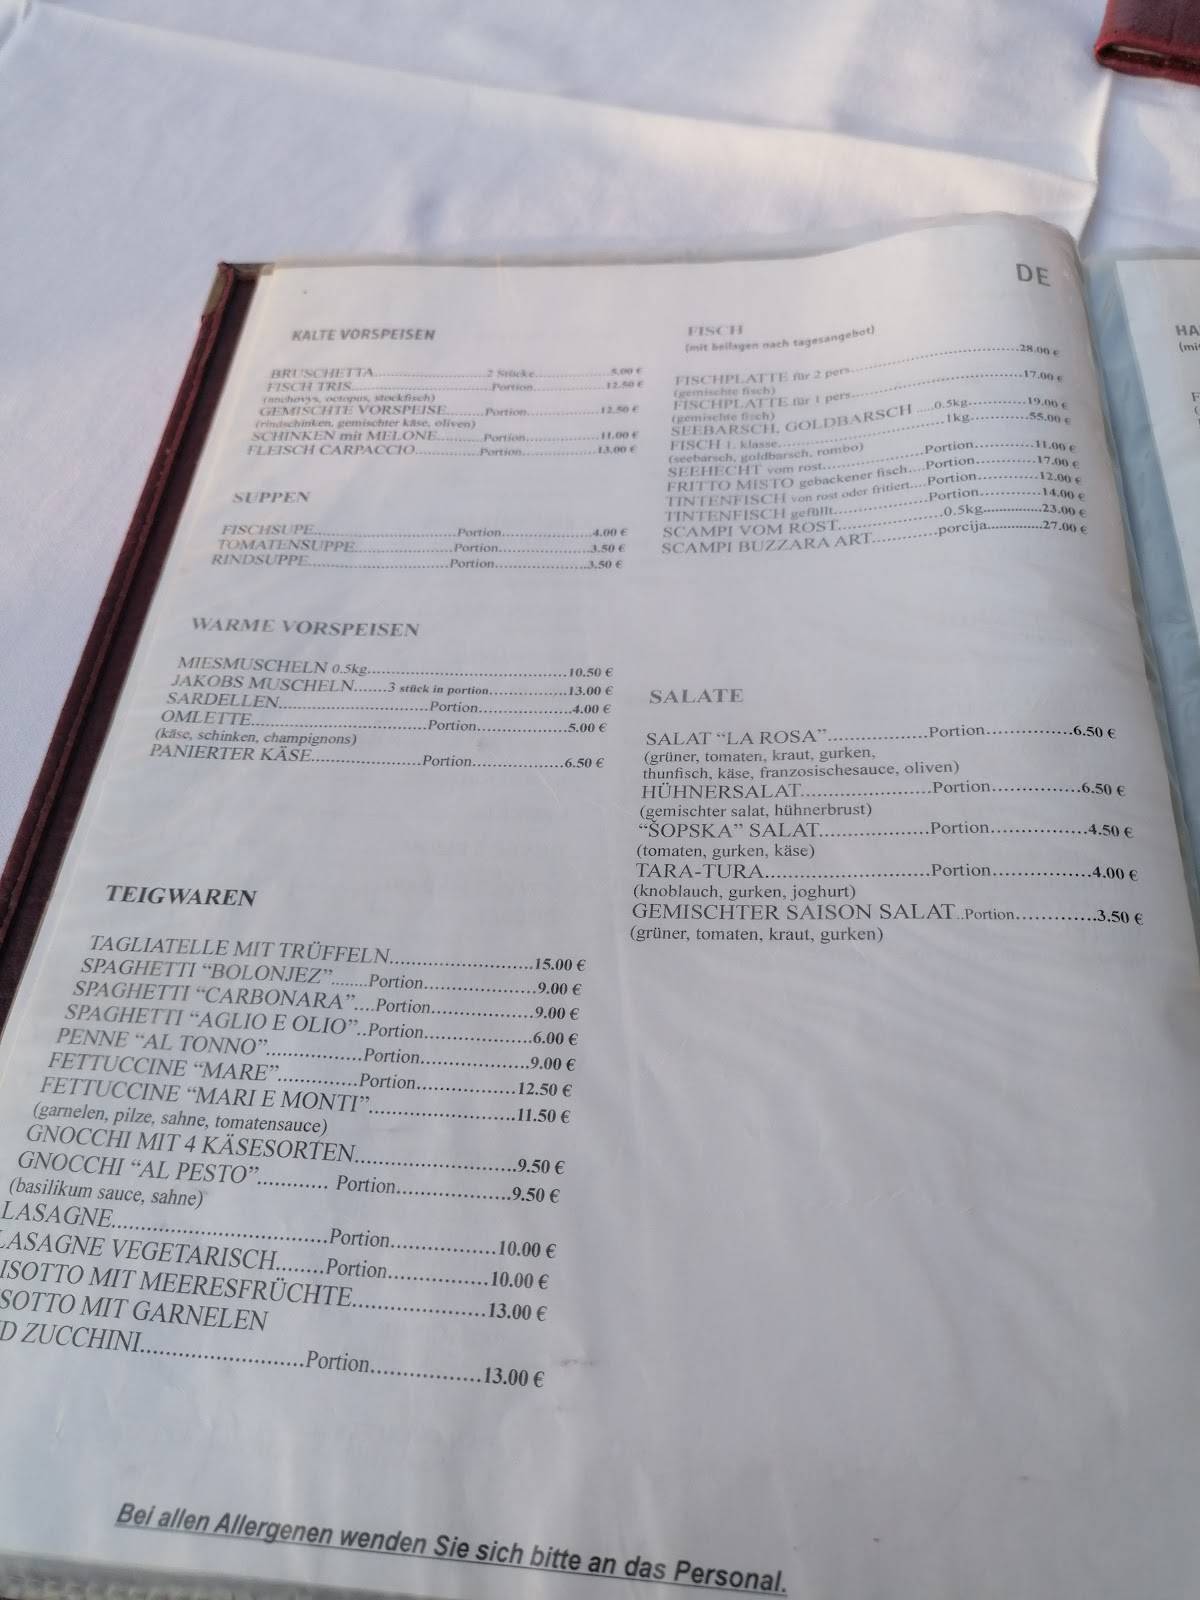 DE
KALTE VORSPEISEN
BRUSCHETTA..........2 Stücke..........5.00 €
FISCH TRIS..........Portion..........12.50 €
(anchovys, octopus, stockfisch)
GEMISCHTE VORSPEISE..........Portion..........12.50 €
(rindschinken, gemischter käse, oliven)
SCHINKEN mit MELONE..........Portion..........11.00 €
FLEISCH CARPACCIO..........Portion..........13.00 €
SUPPEN
FISCHSUPE..........Portion..........4.00 €
TOMATENSUPPE..........Portion..........3.50 €
RINDSUPPE..........Portion..........3.50 €
WARME VORSPEISEN
MIESMUSCHELN 0.5kg..........10.50 €
JAKOBS MUSCHELN.......3 stück in portion..........13.00 €
SARDELLEN..........Portion..........4.00 €
OMLETTE..........Portion..........5.00 €
(käse, schinken, champignons)
PANIERTER KÄSE..........Portion..........6.50 €
TEIGWAREN
TAGLIATELLE MIT TRÜFFELN..........15.00 €
SPAGHETTI “BOLONJEZ”........Portion..........9.00 €
SPAGHETTI “CARBONARA”....Portion..........9.00 €
SPAGHETTI “AGLIO E OLIO”..Portion..........6.00 €
PENNE “AL TONNO”..........Portion..........9.00 €
FETTUCCINE “MARE”..........Portion..........12.50 €
FETTUCCINE “MARI E MONTI”..........11.50 €
(garnelen, pilze, sahne, tomatensauce)
GNOCCHI MIT 4 KÄSESORTEN..........9.50 €
GNOCCHI “AL PESTO”............ Portion..........9.50 €
(basilikum sauce, sahne)
LASAGNE..........Portion..........10.00 €
LASAGNE VEGETARISCH........Portion..........10.00 €
ISOTTO MIT MEERESFRÜCHTE..........13.00 €
SOTTO MIT GARNELEN
D ZUCCHINI..........Portion..........13.00 €
FISCH
(mit beilagen nach tagesangebot)
FISCHPLATTE für 2 pers..........28.00 €
(gemischte fisch)
FISCHPLATTE für 1 pers..........17.00 €
(gemischte fisch)
SEEBARSCH, GOLDBARSCH ....0.5kg..........19.00 €
FISCH 1. klasse..........1kg..........55.00 €
(seebarsch, goldbarsch, rombo)
SEEHECHT vom rost..........Portion..........11.00 €
FRITTO MISTO gebackener fisch....Portion..........17.00 €
TINTENFISCH von rost oder fritiert....Portion..........12.00 €
TINTENFISCH gefüllt..........Portion..........14.00 €
SCAMPI VOM ROST..........0.5kg..........23.00 €
SCAMPI BUZZARA ART..........porcija..........27.00 €
SALATE
SALAT “LA ROSA”..........Portion..........6.50 €
(grüner, tomaten, kraut, gurken,
thunfisch, käse, franzosischesauce, oliven)
HÜHNERSALAT..........Portion..........6.50 €
(gemischter salat, hühnerbrust)
“ŠOPSKA” SALAT..........Portion..........4.50 €
(tomaten, gurken, käse)
TARA-TURA..........Portion..........4.00 €
(knoblauch, gurken, joghurt)
GEMISCHTER SAISON SALAT..Portion..........3.50 €
(grüner, tomaten, kraut, gurken)
Bei allen Allergenen wenden Sie sich bitte an das Personal.
HA
(mi
F